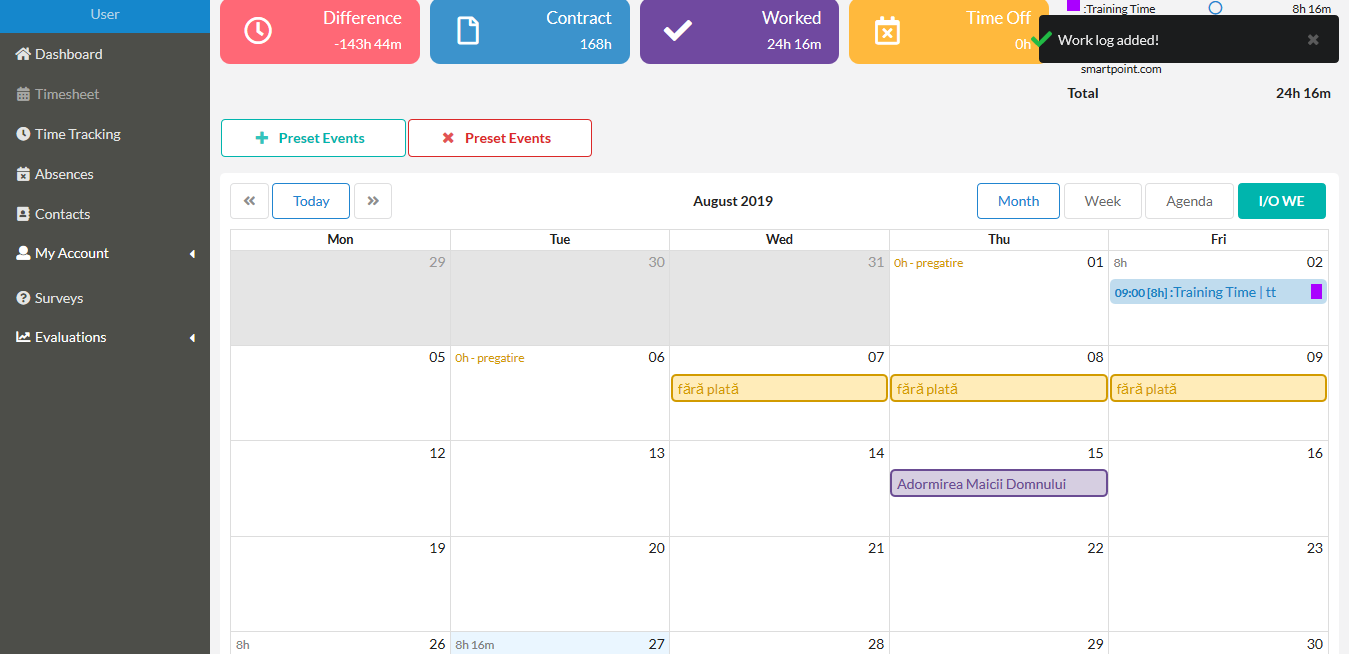 User
Dashboard
Timesheet
Time Tracking
Absences
Contacts
My Account
Surveys
Evaluations
Difference
-143h 44m
Contract
168h
Worked
24h 16m
Time Off
0h
:Training Time 8h 16m
Work log added!
smartpoint.com
Total 24h 16m
Preset Events Preset Events
Today August 2019 Month Week Agenda I/O WE
Mon Tue Wed Thu Fri
29 30 31 0h - pregatire 01 8h 02
09:00 [8h] :Training Time | tt
05 0h - pregatire 06 07 08 09
fără plată fără plată fără plată
12 13 14 15 16
Adormirea Maicii Domnului
19 20 21 22 23
8h 26 8h 16m 27 28 29 30